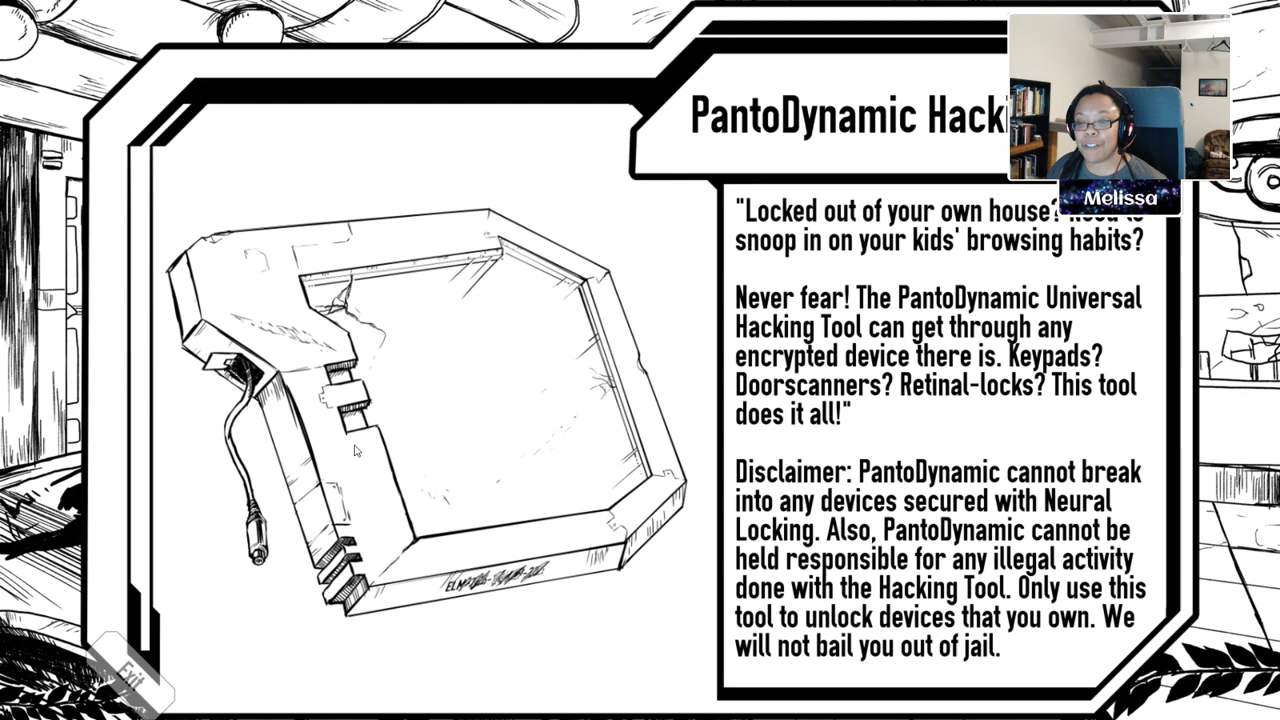 PantoDynamic Hacki
Melissa
"Locked out of your own house?
snoop in on your kids' browsing habits?
Never fear! The PantoDynamic Universal
Hacking Tool can get through any
encrypted device there is. Keypads?
Doorscanners? Retinal-locks? This tool
does it all!"
Disclaimer: PantoDynamic cannot break
into any devices secured with Neural
Locking. Also, PantoDynamic cannot be
held responsible for any illegal activity
done with the Hacking Tool. Only use this
tool to unlock devices that you own. We
will not bail you out of jail.
Exit